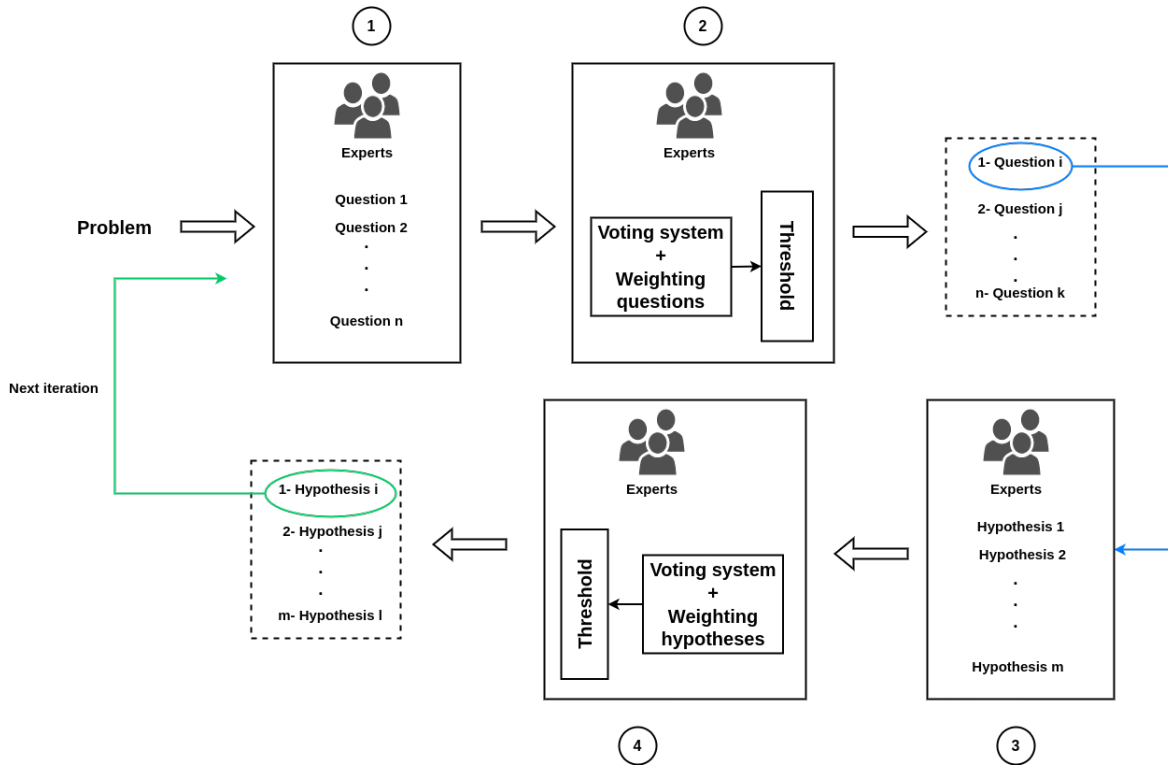 1
2
Experts
Experts
1- Question i
Question 1
2- Question j
Problem
Question 2
Voting system
+
Weighting
questions
Threshold
n- Question k
Question n
Next iteration
Experts
Experts
1- Hypothesis i
Hypothesis 1
2- Hypothesis j
Hypothesis 2
Threshold
Voting system
+
Weighting
hypotheses
m- Hypothesis l
Hypothesis m
4
3